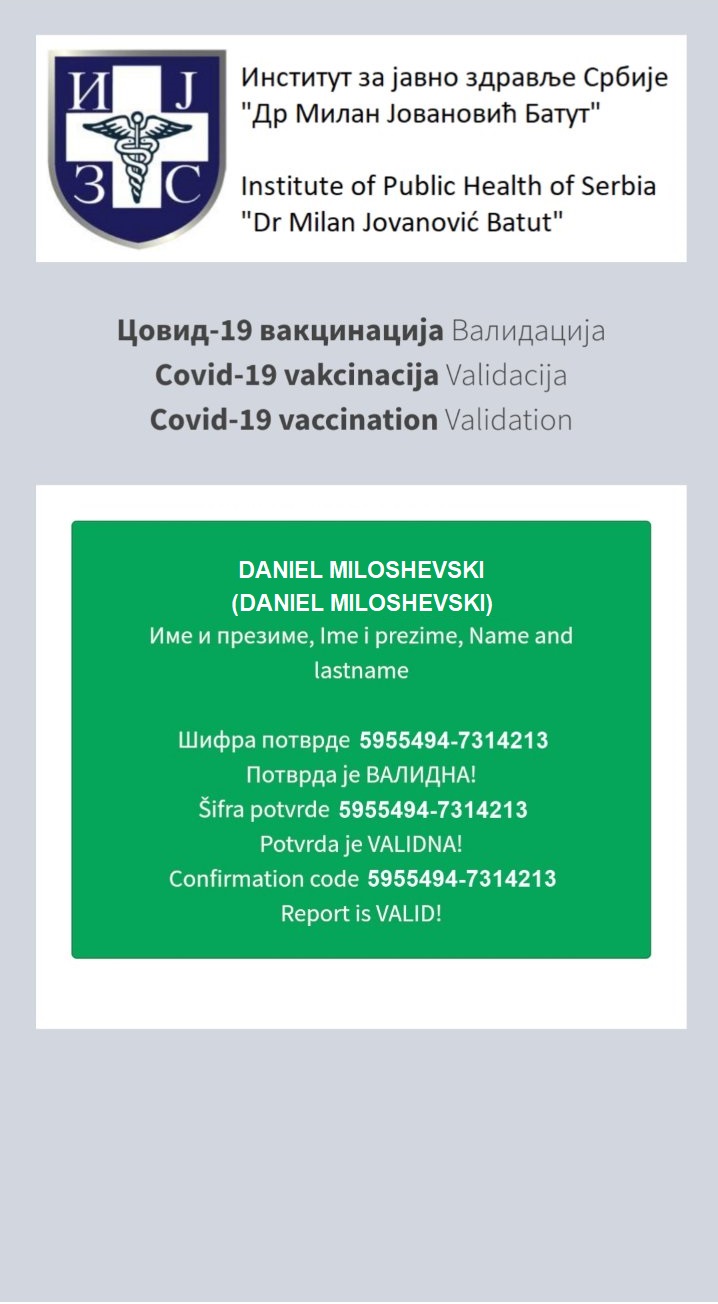 И Ј
З С
Институт за јавно здравље Србије
"Др Милан Јовановић Батут"
Institute of Public Health of Serbia
"Dr Milan Jovanović Batut"
Цовид-19 вакцинација Валидација
Covid-19 vakcinacija Validacija
Covid-19 vaccination Validation
DANIEL MILOSHEVSKI
(DANIEL MILOSHEVSKI)
Име и презиме, Ime i prezime, Name and
lastname
Шифра потврде 5955494-7314213
Потврда је ВАЛИДНА!
Šifra potvrde 5955494-7314213
Potvrda je VALIDNA!
Confirmation code 5955494-7314213
Report is VALID!